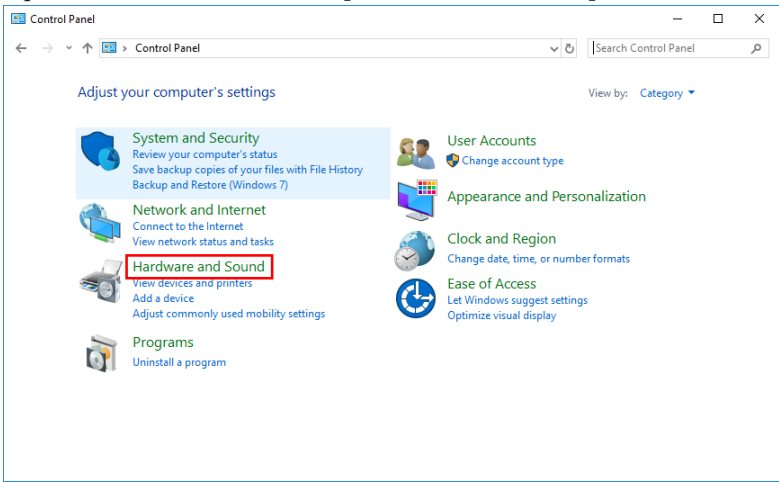 Control Panel
Control Panel
Search Control Panel
Adjust your computer's settings
View by: Category
System and Security
Review your computer's status
Save backup copies of your files with File History
Backup and Restore (Windows 7)
Network and Internet
Connect to the Internet
View network status and tasks
Hardware and Sound
View devices and printers
Add a device
Adjust commonly used mobility settings
Programs
Uninstall a program
User Accounts
Change account type
Appearance and Personalization
Clock and Region
Change date, time, or number formats
Ease of Access
Let Windows suggest settings
Optimize visual display